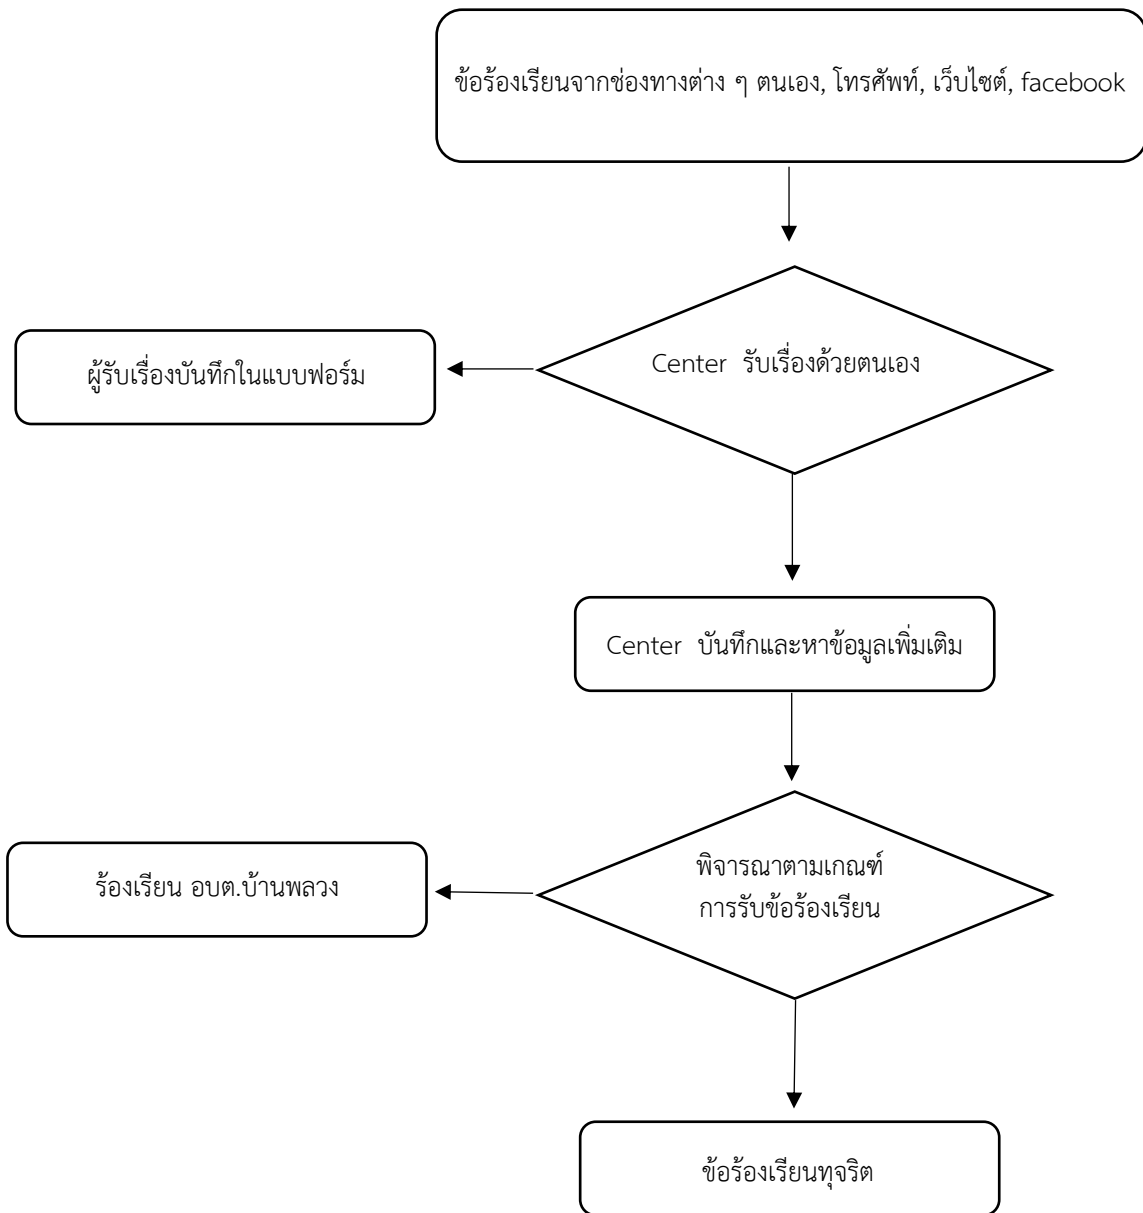 ข้อร้องเรียนจากช่องทางต่าง ๆ ตนเอง, โทรศัพท์, เว็บไซต์, facebook
Center รับเรื่องด้วยตนเอง
ผู้รับเรื่องบันทึกในแบบฟอร์ม
Center บันทึกและหาข้อมูลเพิ่มเติม
พิจารณาตามเกณฑ์
การรับข้อร้องเรียน
ร้องเรียน อบต.บ้านพลวง
ข้อร้องเรียนทุจริต